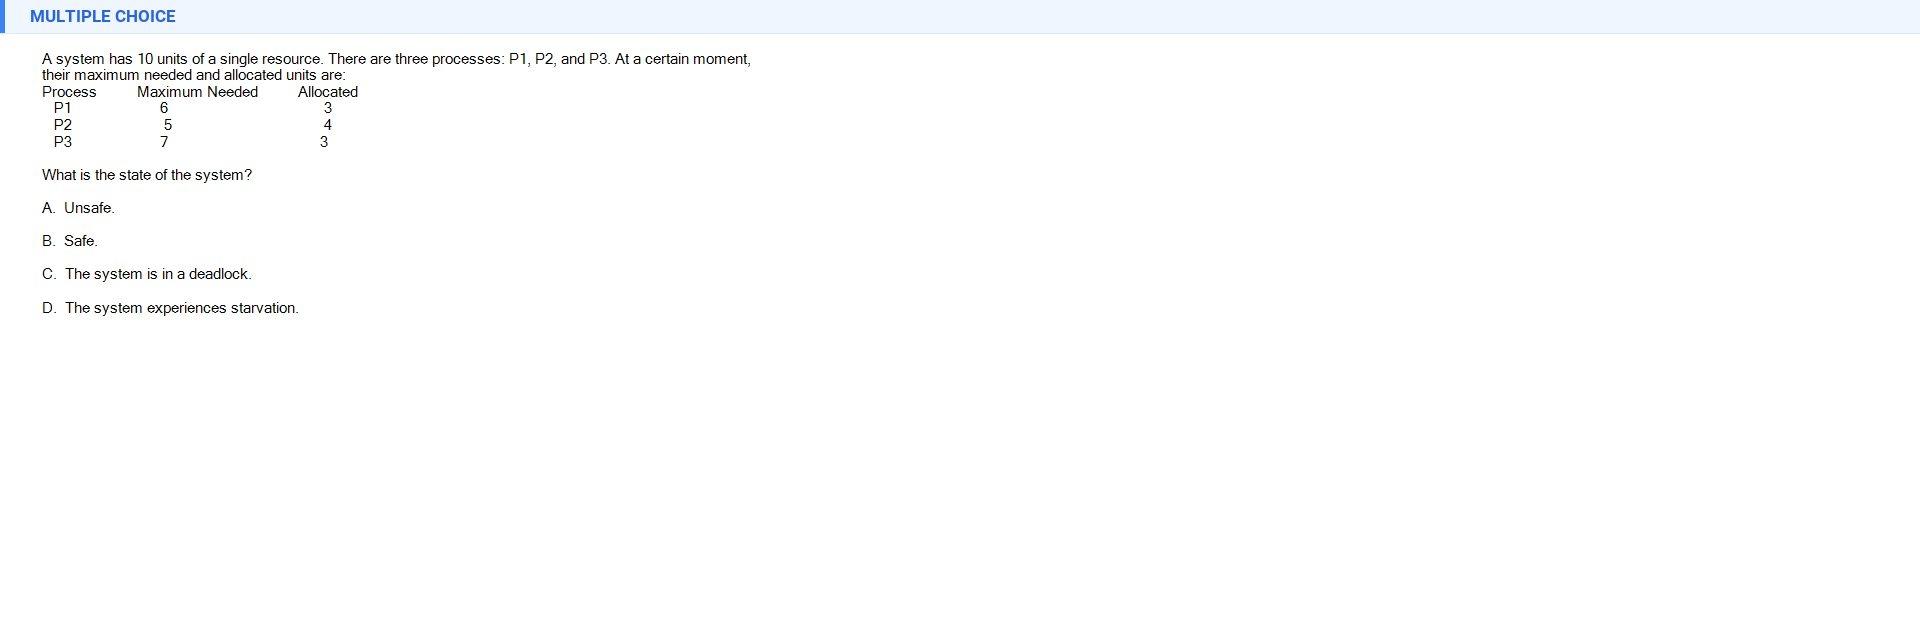 MULTIPLE CHOICE
A system has 10 units of a single resource. There are three processes: P1, P2, and P3. At a certain moment,
their maximum needed and allocated units are:
Process Maximum Needed Allocated
P1 6 3
P2 5 4
P3 7 3
What is the state of the system?
A. Unsafe.
B. Safe.
C. The system is in a deadlock.
D. The system experiences starvation.